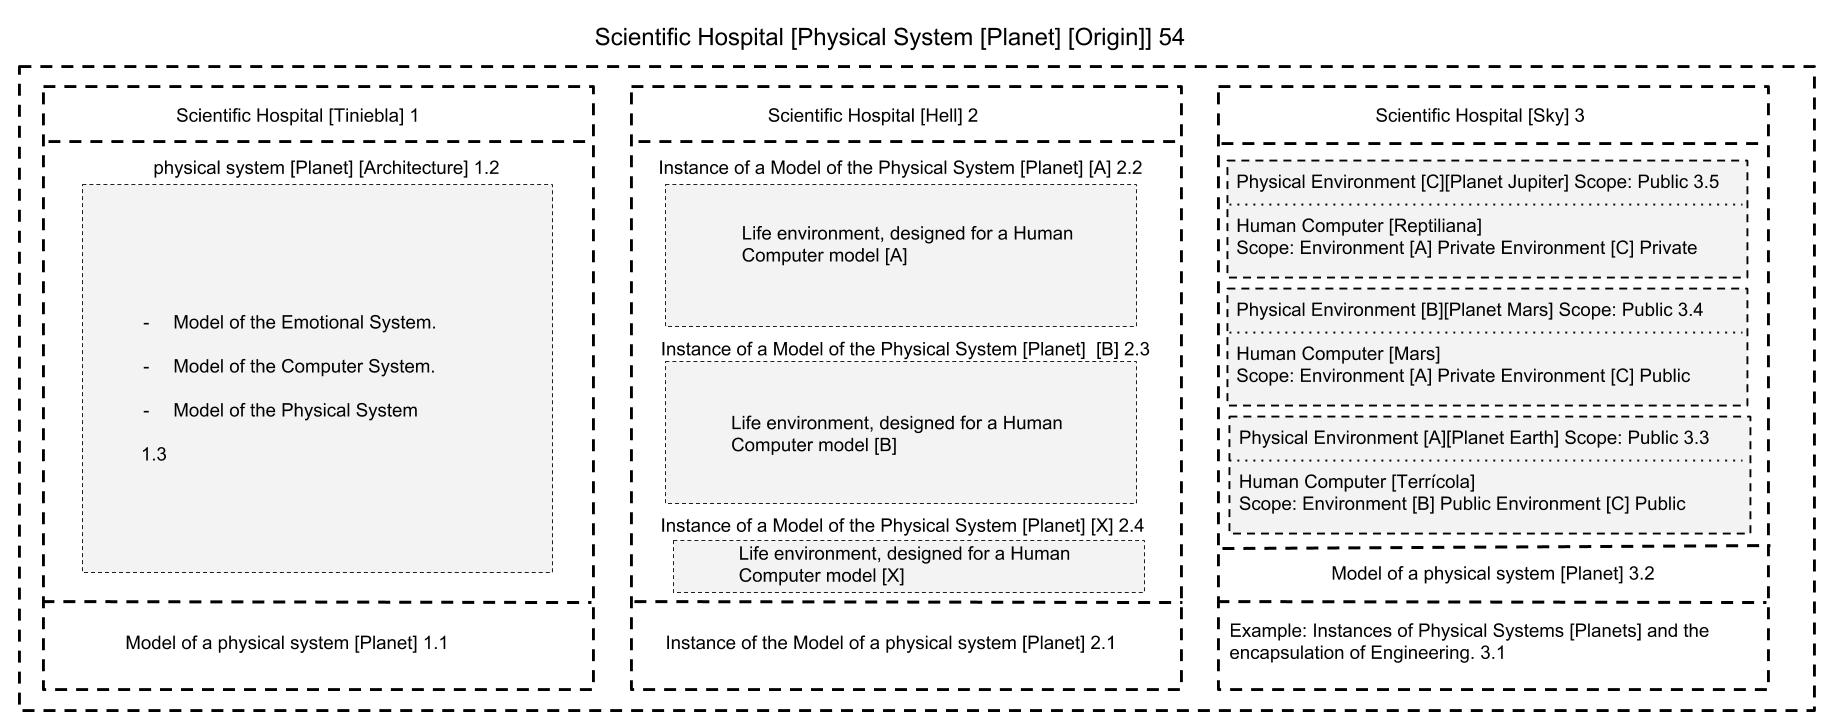 Scientific Hospital [Physical System [Planet] [Origin]] 54
Scientific Hospital [Tiniebla] 1
physical system [Planet] [Architecture] 1.2
- Model of the Emotional System.
- Model of the Computer System.
- Model of the Physical System
1.3
Model of a physical system [Planet] 1.1
Scientific Hospital [Hell] 2
Instance of a Model of the Physical System [Planet] [A] 2.2
Life environment, designed for a Human
Computer model [A]
Instance of a Model of the Physical System [Planet] [B] 2.3
Life environment, designed for a Human
Computer model [B]
Instance of a Model of the Physical System [Planet] [X] 2.4
Life environment, designed for a Human
Computer model [X]
Instance of the Model of a physical system [Planet] 2.1
Scientific Hospital [Sky] 3
Physical Environment [C][Planet Jupiter] Scope: Public 3.5
Human Computer [Reptiliana]
Scope: Environment [A] Private Environment [C] Private
Physical Environment [B][Planet Mars] Scope: Public 3.4
Human Computer [Mars]
Scope: Environment [A] Private Environment [C] Public
Physical Environment [A][Planet Earth] Scope: Public 3.3
Human Computer [Terrícola]
Scope: Environment [B] Public Environment [C] Public
Model of a physical system [Planet] 3.2
Example: Instances of Physical Systems [Planets] and the
encapsulation of Engineering. 3.1